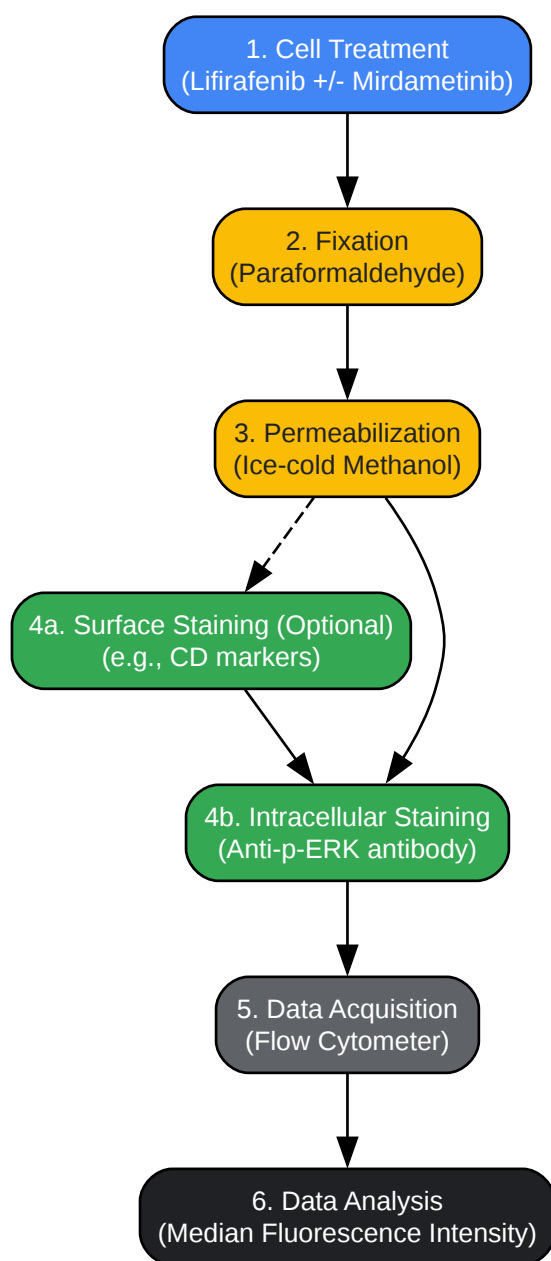 1. Cell Treatment
(Lifirafenib +/- Mirdametinib)
2. Fixation
(Paraformaldehyde)
3. Permeabilization
(Ice-cold Methanol)
4a. Surface Staining (Optional)
(e.g., CD markers)
4b. Intracellular Staining
(Anti-p-ERK antibody)
5. Data Acquisition
(Flow Cytometer)
6. Data Analysis
(Median Fluorescence Intensity)